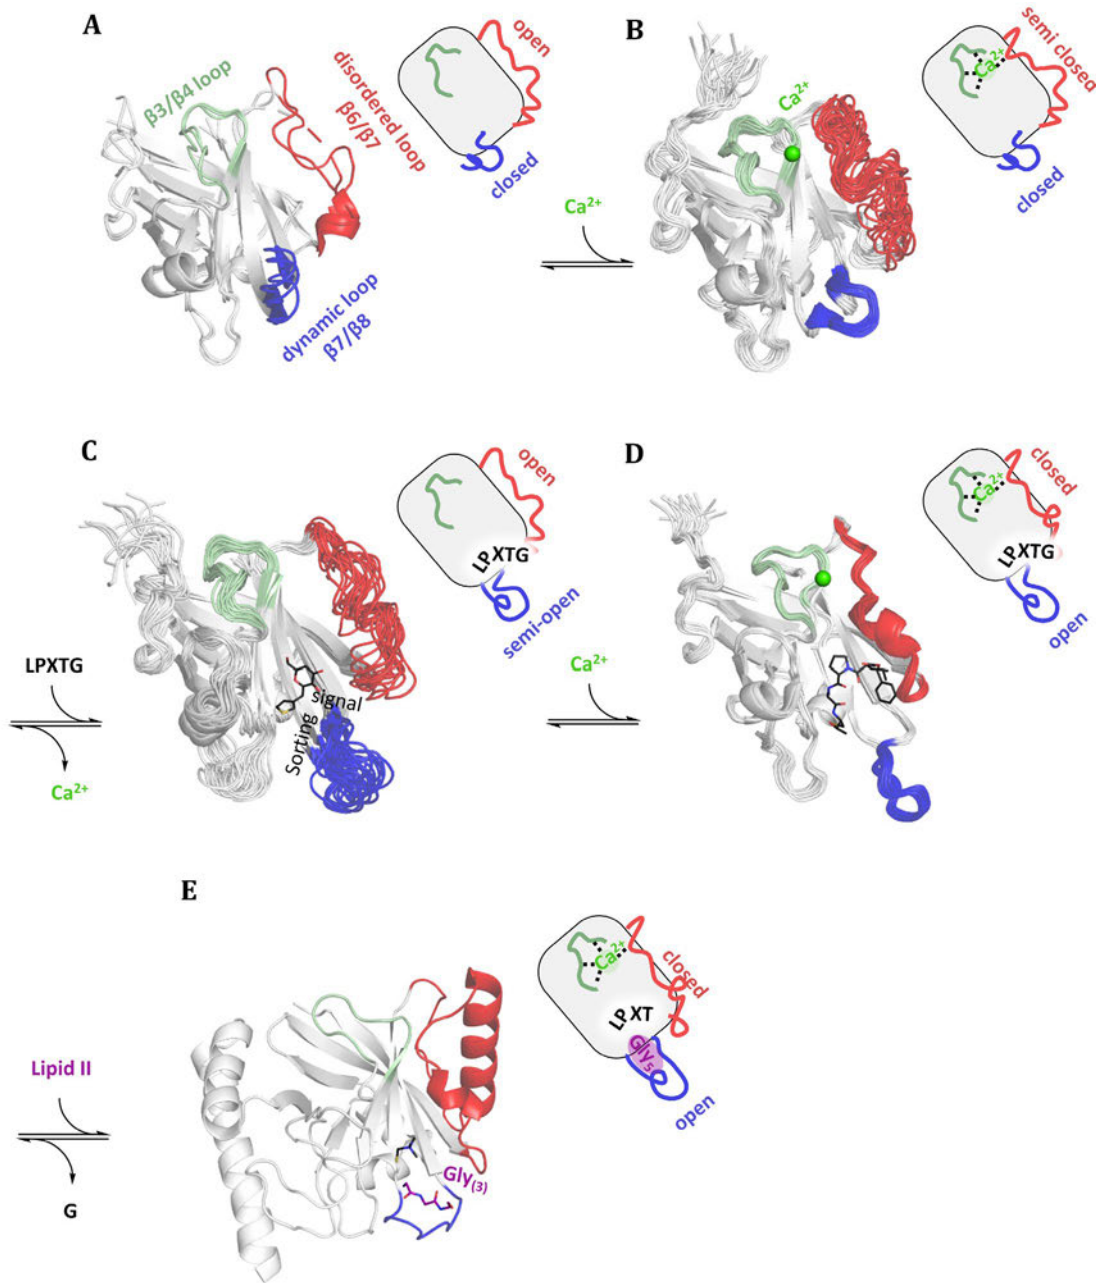 A
β3/β4 loop
disordered loop
β6/β7
dynamic loop
β7/β8
open
closed
Ca²⁺
B
Ca²⁺
Ca²⁺
semi closed
closed
LPXTG
Ca²⁺
C
signal
Sorting
open
LPXTG
semi-open
Ca²⁺
D
Ca²⁺
closed
LPXTG
open
Lipid II
G
E
Gly(3)
Ca²⁺
closed
LPXT
Gly5
open